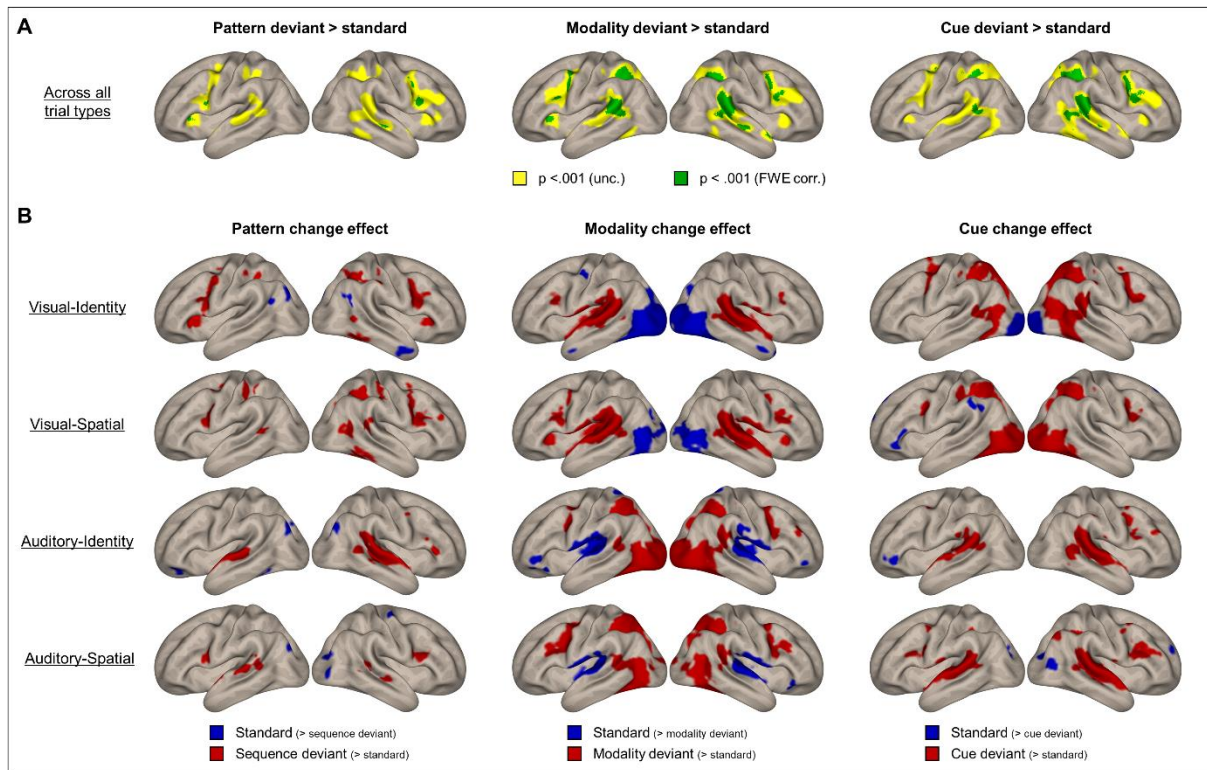 A
Pattern deviant > standard
Modality deviant > standard
Cue deviant > standard
Across all
trial types
p <.001 (unc.)
p < .001 (FWE corr.)
B
Pattern change effect
Modality change effect
Cue change effect
Visual-Identity
Visual-Spatial
Auditory-Identity
Auditory-Spatial
Standard (> sequence deviant)
Sequence deviant (> standard)
Standard (> modality deviant)
Modality deviant (> standard)
Standard (> cue deviant)
Cue deviant (> standard)